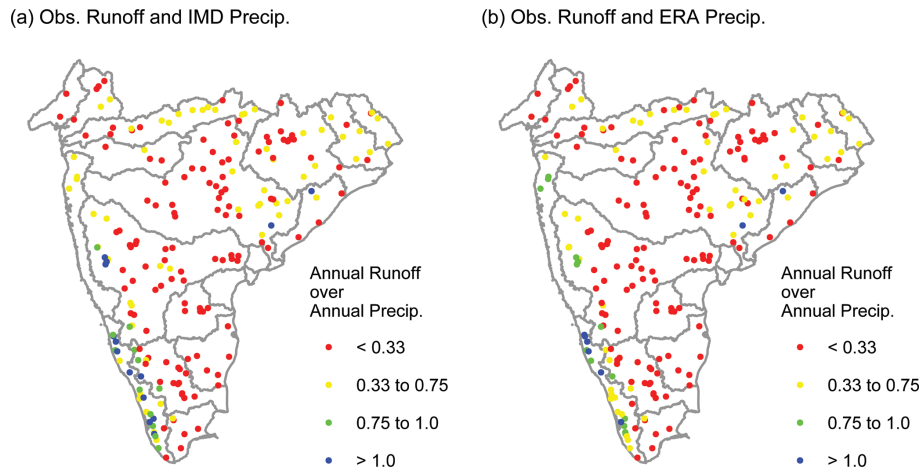 (a) Obs. Runoff and IMD Precip.
Annual Runoff
over
Annual Precip.
< 0.33
0.33 to 0.75
0.75 to 1.0
> 1.0
(b) Obs. Runoff and ERA Precip.
Annual Runoff
over
Annual Precip.
< 0.33
0.33 to 0.75
0.75 to 1.0
> 1.0